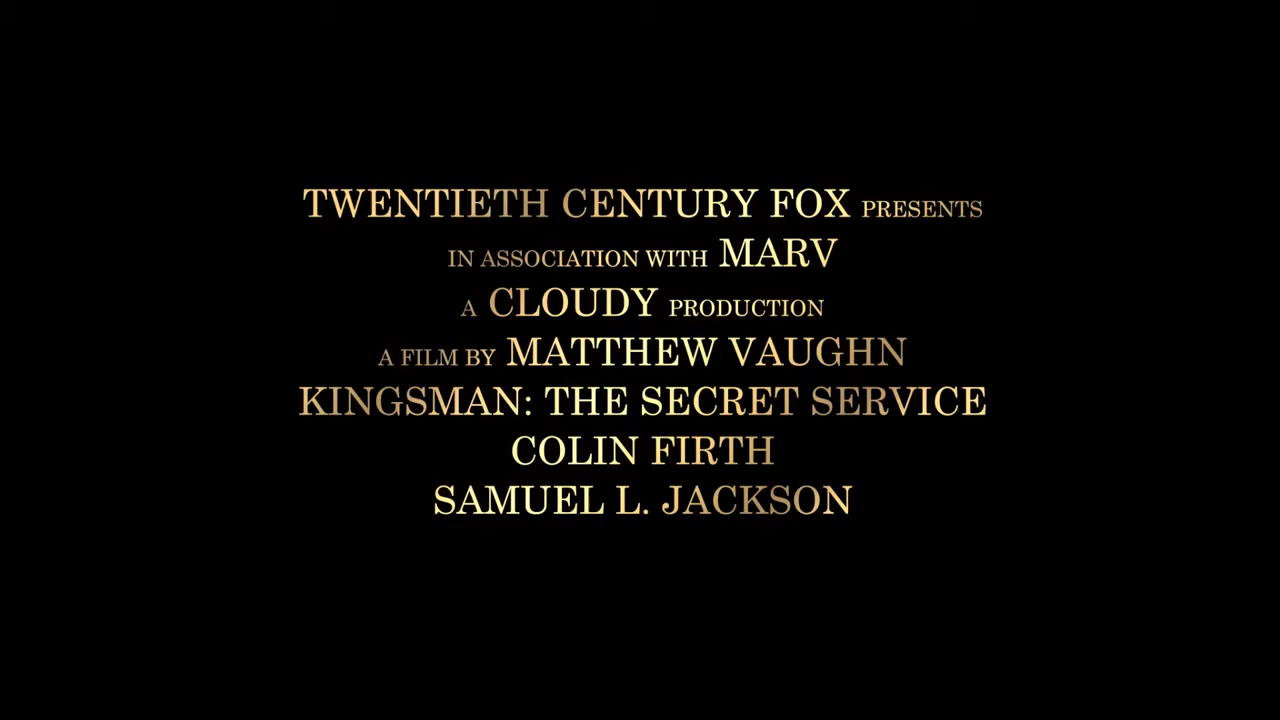 TWENTIETH CENTURY FOX PRESENTS
IN ASSOCIATION WITH MARV
A CLOUDY PRODUCTION
A FILM BY MATTHEW VAUGHN
KINGSMAN: THE SECRET SERVICE
COLIN FIRTH
SAMUEL L. JACKSON